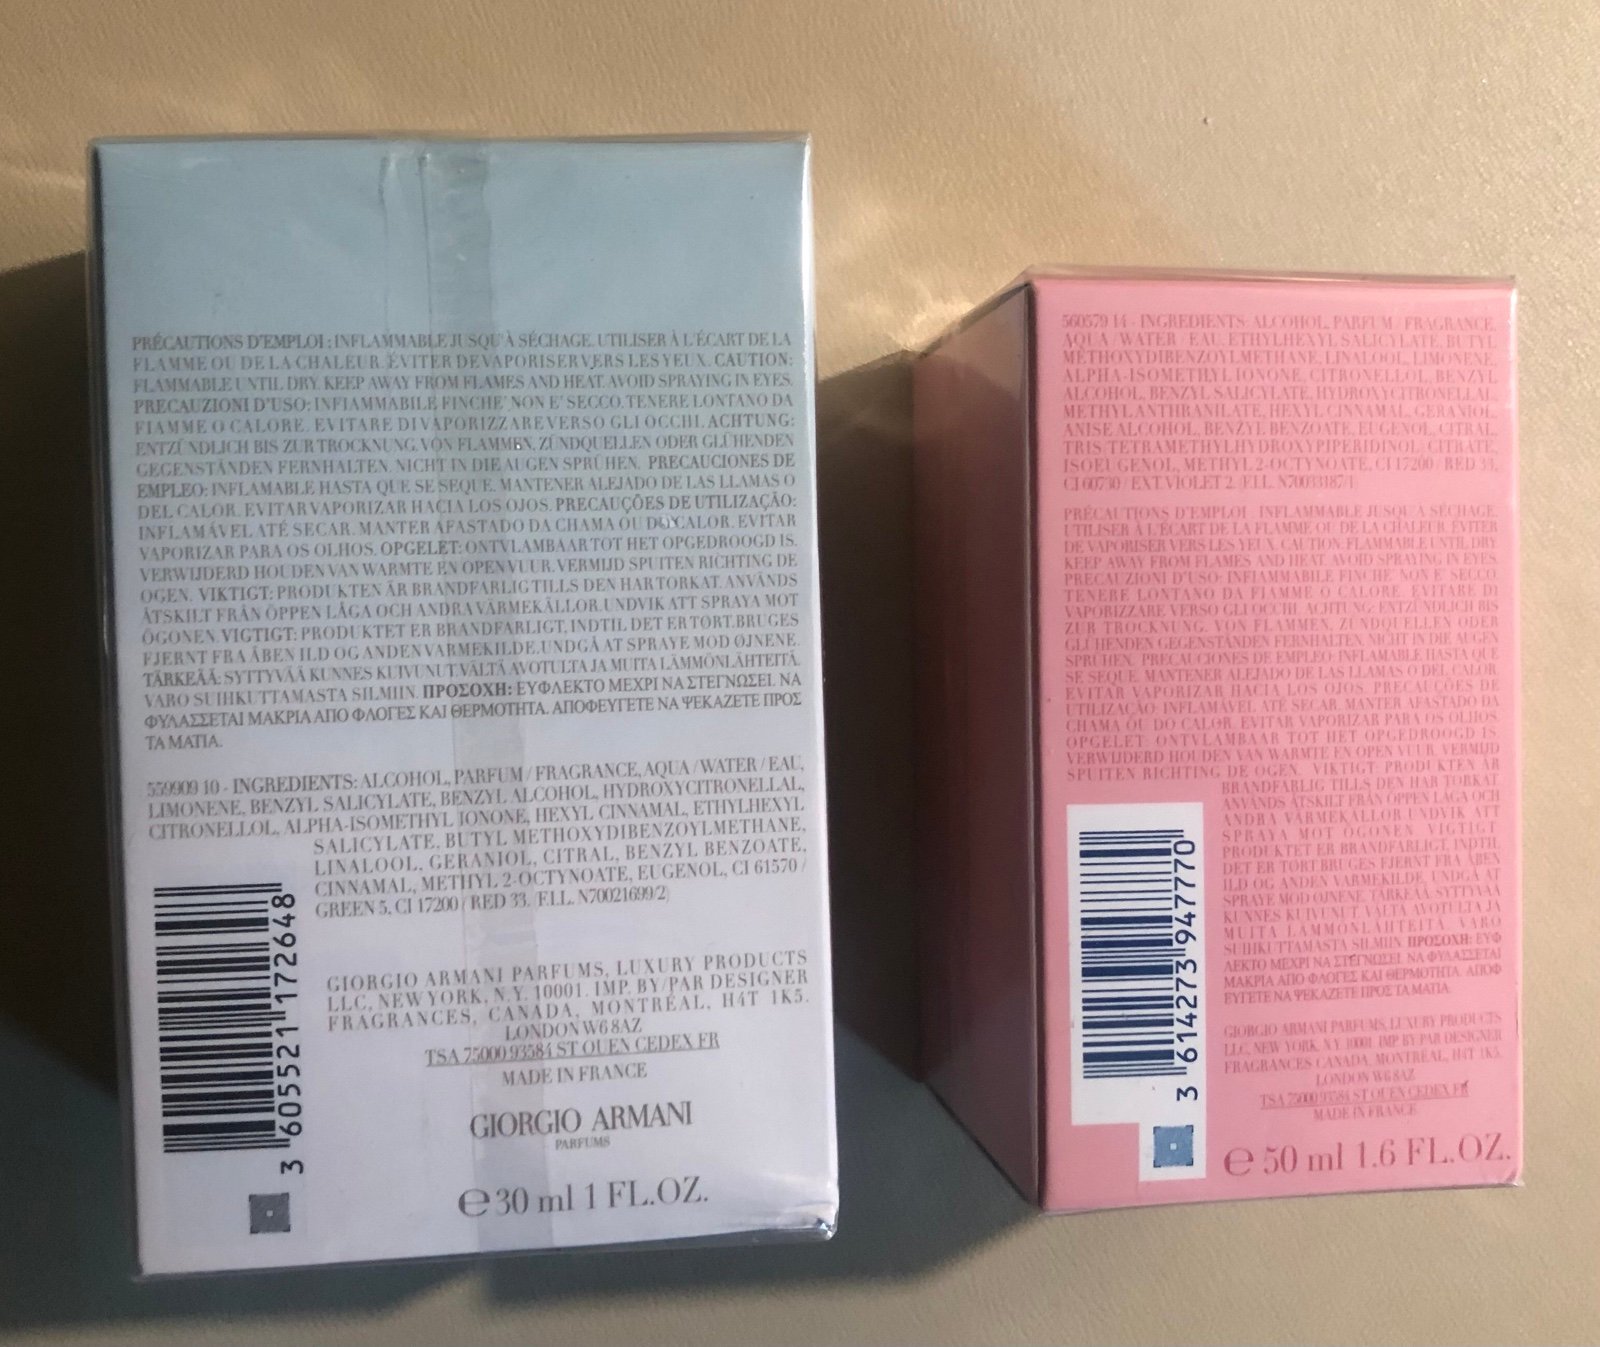 PRÉCAUTIONS D'EMPLOI : INFLAMMABLE JUSQU'À SÉCHAGE. UTILISER À L'ÉCART DE LA
FLAMME OU DE LA CHALEUR. ÉVITER DE VAPORISER VERS LES YEUX. CAUTION:
FLAMMABLE UNTIL DRY. KEEP AWAY FROM FLAMES AND HEAT. AVOID SPRAYING IN EYES.
PRECAUZIONI D'USO: INFIAMMABILE FINCHE' NON E' SECCO. TENERE LONTANO DA
FIAMME O CALORE. EVITARE DI VAPORIZZARE VERSO GLI OCCHI. ACHTUNG:
ENTZÜNDLICH BIS ZUR TROCKNUNG. VON FLAMMEN, ZÜNDQUELLEN ODER GLÜHENDEN
GEGENSTÄNDEN FERNHALTEN. NICHT IN DIE AUGEN SPRÜHEN. PRECAUCIONES DE
EMPLEO: INFLAMABLE HASTA QUE SE SEQUE. MANTENER ALEJADO DE LAS LLAMAS O
DEL CALOR. EVITAR VAPORIZAR HACIA LOS OJOS. PRECAUÇÕES DE UTILIZAÇÃO:
INFLAMÁVEL ATÉ SECAR. MANTER AFASTADO DA CHAMA OU DO CALOR. EVITAR
VAPORIZAR PARA OS OLHOS. OPGELET: ONTVLAMBAAR TOT HET OPGEDROOGD IS.
VERWIJDERD HOUDEN VAN WARMTE EN OPEN VUUR. VERMIJD SPUITEN RICHTING DE
OGEN. VIKTIGT: PRODUKTEN ÄR BRANDFARLIG TILLS DEN HAR TORKAT. ANVÄNDS
ÅTSKILT FRÅN ÖPPEN LÅGA OCH ANDRA VÄRMEKÄLLOR. UNDVIK ATT SPRAYA MOT
ÖGONEN. VIGTIGT: PRODUKTET ER BRANDFARLIGT, INDTIL DET ER TØRT. BRUGES
FJERNT FRA ÅBEN ILD OG ANDEN VARMEKILDE. UNDGÅ AT SPRAYE MOD ØJNENE.
TÄRKEÄÄ: SYTTYVÄÄ KUNNES KUIVUNUT. VÄLTÄ AVOTULTA JA MUITA LÄMMÖNLÄHTEITÄ.
VARO SUIHKUTTAMASTA SILMIIN. ΠΡΟΣΟΧΗ: ΕΥΦΛΕΚΤΟ ΜΕΧΡΙ ΝΑ ΣΤΕΓΝΩΣΕΙ. ΝΑ
ΦΥΛΑΣΣΕΤΑΙ ΜΑΚΡΙΑ ΑΠΟ ΦΛΟΓΕΣ ΚΑΙ ΘΕΡΜΟΤΗΤΑ. ΑΠΟΦΕΥΓΕΤΕ ΝΑ ΨΕΚΑΖΕΤΕ ΠΡΟΣ
ΤΑ ΜΑΤΙΑ.
559909 10 - INGREDIENTS: ALCOHOL, PARFUM / FRAGRANCE, AQUA / WATER / EAU,
LIMONENE, BENZYL SALICYLATE, BENZYL ALCOHOL, HYDROXYCITRONELLAL,
CITRONELLOL, ALPHA-ISOMETHYL IONONE, HEXYL CINNAMAL, ETHYLHEXYL
SALICYLATE, BUTYL METHOXYDIBENZOYLMETHANE,
LINALOOL, GERANIOL, CITRAL, BENZYL BENZOATE,
CINNAMAL, METHYL 2-OCTYNOATE, EUGENOL, CI 61570 /
GREEN 5, CI 17200 / RED 33. (F.I.L. N70021699/2)
GIORGIO ARMANI PARFUMS, LUXURY PRODUCTS
LLC, NEW YORK, N.Y. 10001. IMP. BY/PAR DESIGNER
FRAGRANCES, CANADA, MONTRÉAL, H4T 1K5.
LONDON W6 8AZ
TSA 75000 93584 ST OUEN CEDEX FR
MADE IN FRANCE
GIORGIO ARMANI
PARFUMS
℮ 30 ml 1 FL.OZ.
3 605521 172648
560579 14 - INGREDIENTS: ALCOHOL, PARFUM / FRAGRANCE,
AQUA / WATER / EAU, ETHYLHEXYL SALICYLATE, BUTYL
METHOXYDIBENZOYLMETHANE, LINALOOL, LIMONENE,
ALPHA-ISOMETHYL IONONE, CITRONELLOL, BENZYL
ALCOHOL, BENZYL SALICYLATE, HYDROXYCITRONELLAL,
METHYL ANTHRANILATE, HEXYL CINNAMAL, GERANIOL,
ANISE ALCOHOL, BENZYL BENZOATE, EUGENOL, CITRAL,
TRIS (TETRAMETHYLHYDROXYPIPERIDINOL) CITRATE,
ISOEUGENOL, METHYL 2-OCTYNOATE, CI 17200 / RED 33,
CI 60730 / EXT. VIOLET 2. (F.I.L. N70033187/1)
PRÉCAUTIONS D'EMPLOI : INFLAMMABLE JUSQU'À SÉCHAGE.
UTILISER À L'ÉCART DE LA FLAMME OU DE LA CHALEUR. ÉVITER
DE VAPORISER VERS LES YEUX. CAUTION: FLAMMABLE UNTIL DRY.
KEEP AWAY FROM FLAMES AND HEAT. AVOID SPRAYING IN EYES.
PRECAUZIONI D'USO: INFIAMMABILE FINCHE' NON E' SECCO.
TENERE LONTANO DA FIAMME O CALORE. EVITARE DI
VAPORIZZARE VERSO GLI OCCHI. ACHTUNG: ENTZÜNDLICH BIS
ZUR TROCKNUNG. VON FLAMMEN, ZÜNDQUELLEN ODER
GLÜHENDEN GEGENSTÄNDEN FERNHALTEN. NICHT IN DIE AUGEN
SPRÜHEN. PRECAUCIONES DE EMPLEO: INFLAMABLE HASTA QUE
SE SEQUE. MANTENER ALEJADO DE LAS LLAMAS O DEL CALOR.
EVITAR VAPORIZAR HACIA LOS OJOS. PRECAUÇÕES DE
UTILIZAÇÃO: INFLAMÁVEL ATÉ SECAR. MANTER AFASTADO DA
CHAMA OU DO CALOR. EVITAR VAPORIZAR PARA OS OLHOS.
OPGELET: ONTVLAMBAAR TOT HET OPGEDROOGD IS.
VERWIJDERD HOUDEN VAN WARMTE EN OPEN VUUR. VERMIJD
SPUITEN RICHTING DE OGEN. VIKTIGT: PRODUKTEN ÄR
BRANDFARLIG TILLS DEN HAR TORKAT.
ANVÄNDS ÅTSKILT FRÅN ÖPPEN LÅGA OCH
ANDRA VÄRMEKÄLLOR. UNDVIK ATT
SPRAYA MOT ÖGONEN. VIGTIGT:
PRODUKTET ER BRANDFARLIGT, INDTIL
DET ER TØRT. BRUGES FJERNT FRA ÅBEN
ILD OG ANDEN VARMEKILDE. UNDGÅ AT
SPRAYE MOD ØJNENE. TÄRKEÄÄ: SYTTYVÄÄ
KUNNES KUIVUNUT. VÄLTÄ AVOTULTA JA
MUITA LÄMMÖNLÄHTEITÄ. VARO
SUIHKUTTAMASTA SILMIIN. ΠΡΟΣΟΧΗ: ΕΥΦ
ΛΕΚΤΟ ΜΕΧΡΙ ΝΑ ΣΤΕΓΝΩΣΕΙ. ΝΑ ΦΥΛΑΣΣΕΤΑΙ
ΜΑΚΡΙΑ ΑΠΟ ΦΛΟΓΕΣ ΚΑΙ ΘΕΡΜΟΤΗΤΑ. ΑΠΟΦ
ΕΥΓΕΤΕ ΝΑ ΨΕΚΑΖΕΤΕ ΠΡΟΣ ΤΑ ΜΑΤΙΑ.
GIORGIO ARMANI PARFUMS, LUXURY PRODUCTS
LLC, NEW YORK, N.Y. 10001. IMP. BY/PAR DESIGNER
FRAGRANCES CANADA, MONTRÉAL, H4T 1K5.
LONDON W6 8AZ
TSA 75000 93584 ST OUEN CEDEX FR
MADE IN FRANCE
℮ 50 ml 1.6 FL.OZ.
3 614273 947770